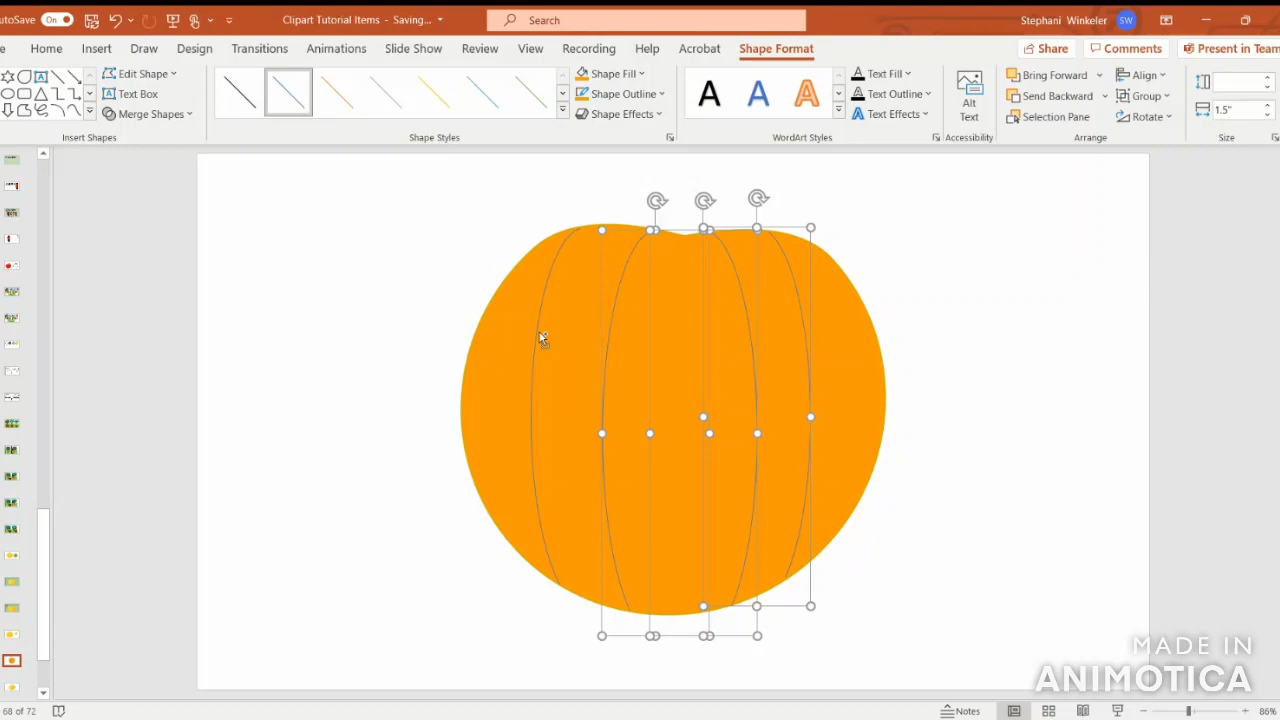 AutoSave On Clipart Tutorial Items - Saving... Search Stephani Winkeler SW
Home Insert Draw Design Transitions Animations Slide Show Review View Recording Help Acrobat Shape Format Share Comments Present in Team
Edit Shape
Text Box
Merge Shapes
Insert Shapes
Shape Fill
Shape Outline
Shape Effects
Shape Styles
A A A
Text Fill
Text Outline
Text Effects
WordArt Styles
Alt
Text
Accessibility
Bring Forward
Send Backward
Selection Pane
Align
Group
Rotate
Arrange
1.5"
Size
MADE IN
ANIMOTICA
68 of 72 Notes 86%